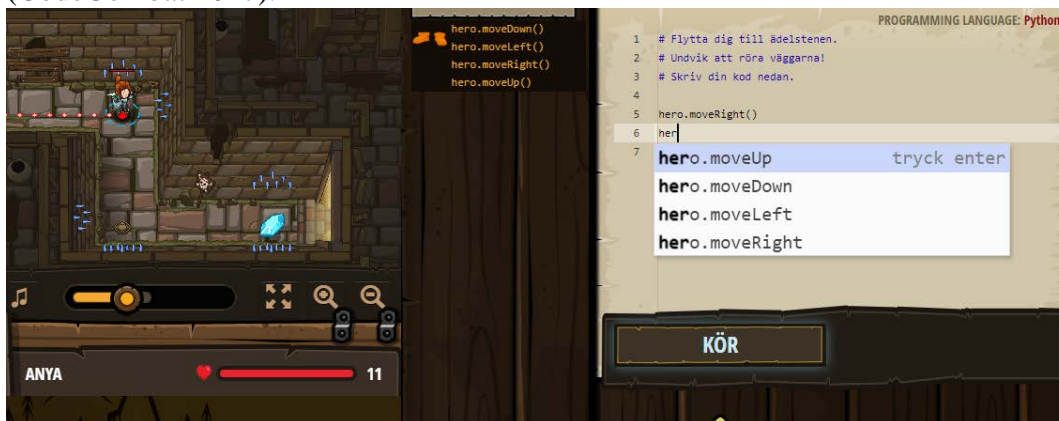 hero.moveDown()
hero.moveLeft()
hero.moveRight()
hero.moveUp()
PROGRAMMING LANGUAGE: Python
1 # Flytta dig till ädelstenen.
2 # Undvik att röra väggarna!
3 # Skriv din kod nedan.
4
5 hero.moveRight()
6 her
7
hero.moveUp tryck enter
hero.moveDown
hero.moveLeft
hero.moveRight
KÖR
ANYA 11